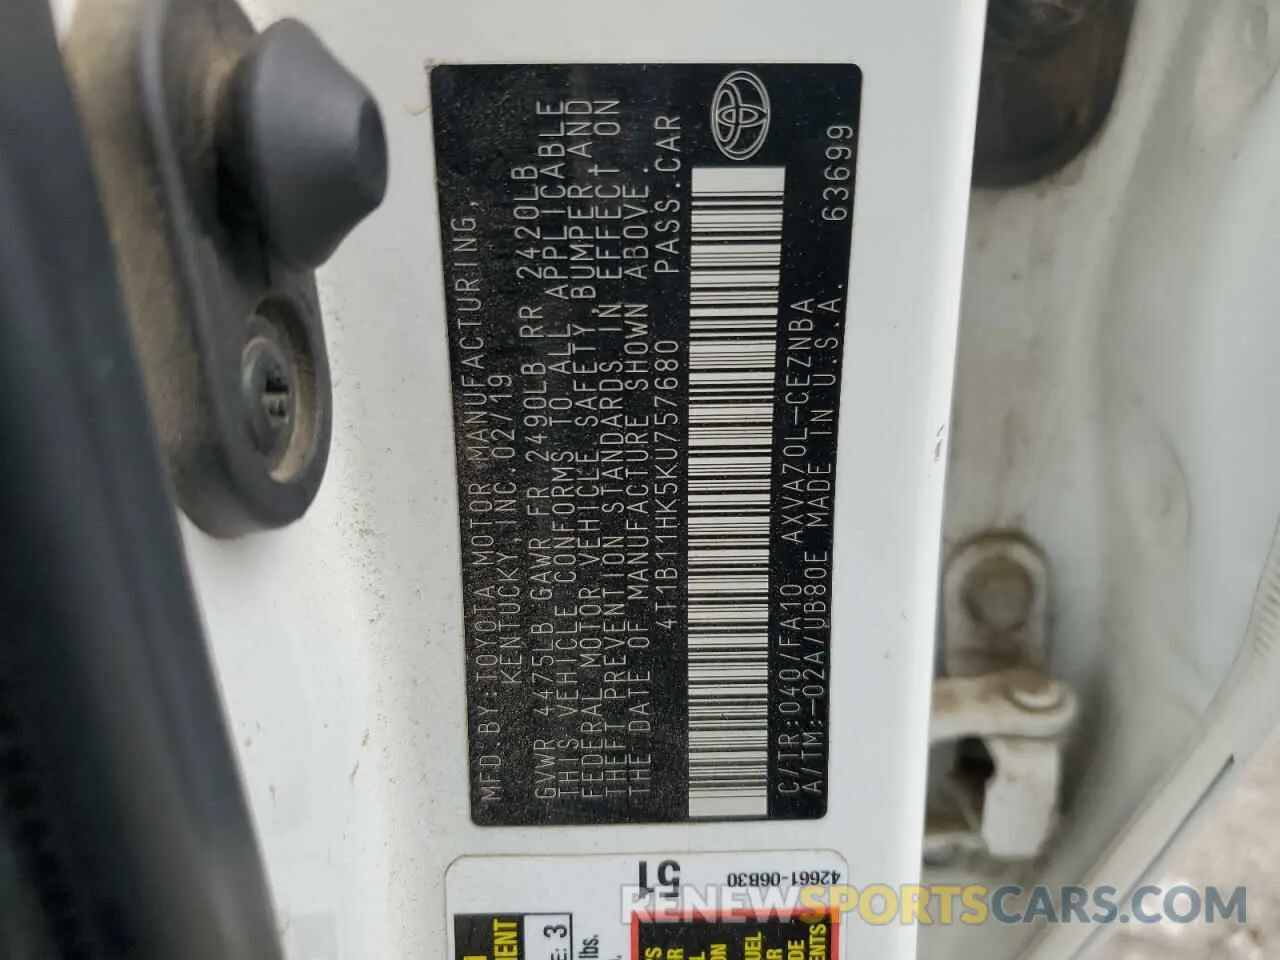 MFD.BY:TOYOTA MOTOR MANUFACTURING,
KENTUCKY, INC. 02/19
GVWR 4475LB GAWR FR 2490LB RR 2420LB
THIS VEHICLE CONFORMS TO ALL APPLICABLE
FEDERAL MOTOR VEHICLE SAFETY, BUMPER, AND
THEFT PREVENTION STANDARDS IN EFFECT ON
THE DATE OF MANUFACTURE SHOWN ABOVE.
4T1B11HK5KU757680 PASS.CAR
C/TR:040/FA10 AXVA70L-CEZNBA
A/TM:-02A/UB80E MADE IN U.S.A. 63699
51
42661-06B30
3
lbs.
RENEWSPORTSCARS.COM